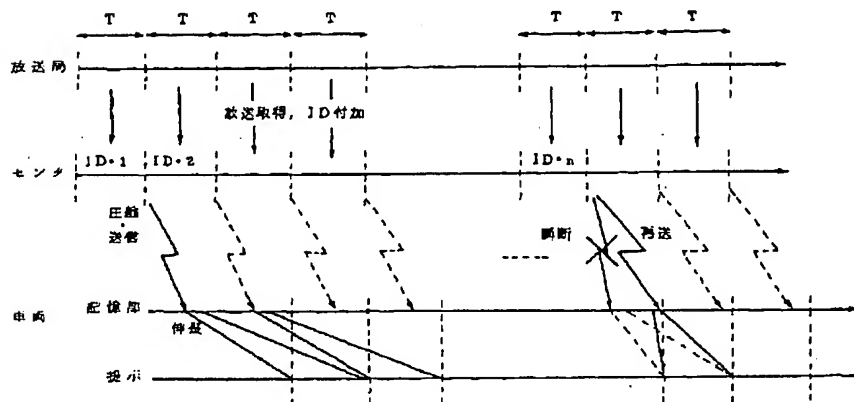 T T T T T T T
放送局
放送取得，ID付加
ID・1 ID・2 ID・n
センタ
圧縮
・
送信
瞬断 再送
車両 記憶部
伸長
提示